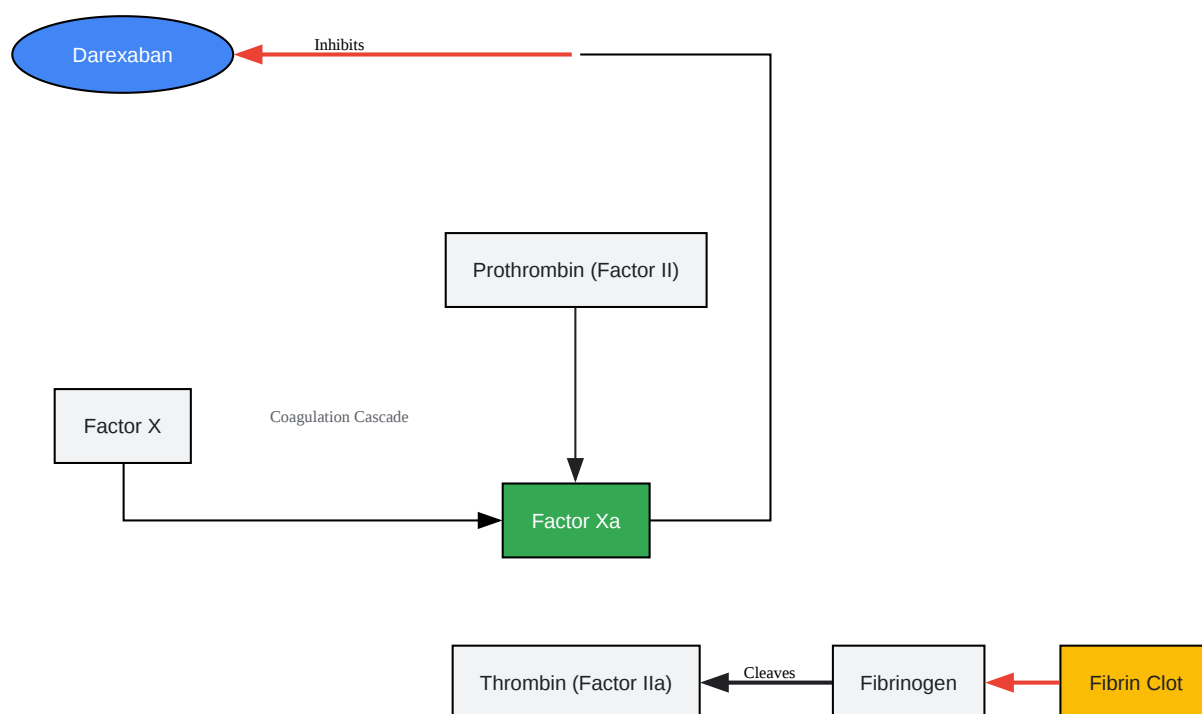 Darexaban
Inhibits
Prothrombin (Factor II)
Factor X
Coagulation Cascade
Factor Xa
Thrombin (Factor IIa)
Cleaves
Fibrinogen
Fibrin Clot